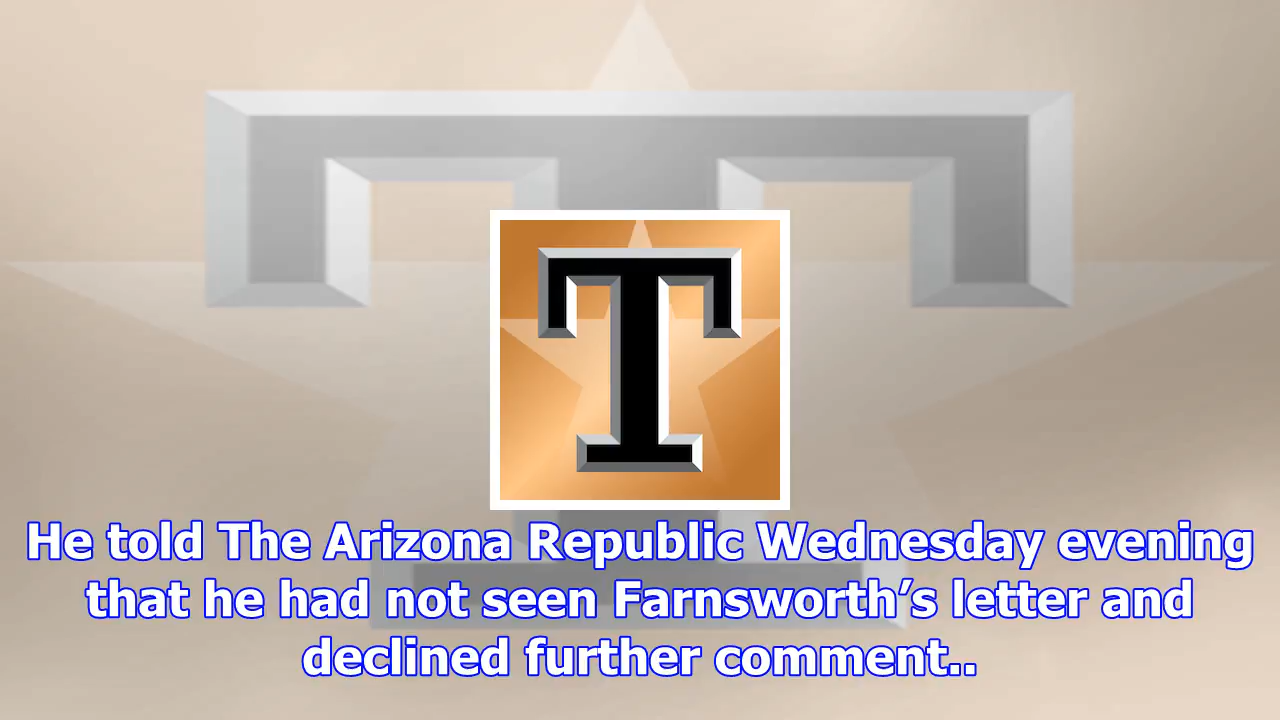 T
He told The Arizona Republic Wednesday evening
that he had not seen Farnsworth’s letter and
declined further comment..